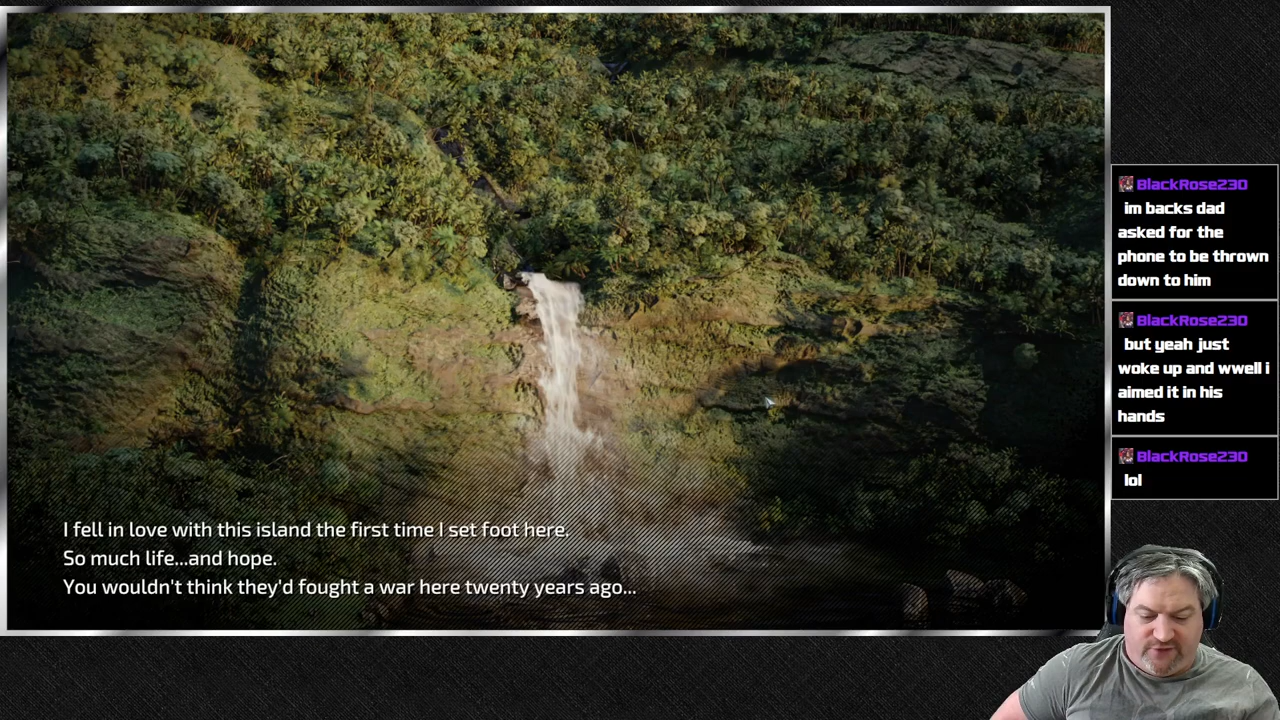 I fell in love with this island the first time I set foot here.
So much life...and hope.
You wouldn't think they'd fought a war here twenty years ago...
BlackRose230
im backs dad
asked for the
phone to be thrown
down to him
BlackRose230
but yeah just
woke up and wwell i
aimed it in his
hands
BlackRose230
lol